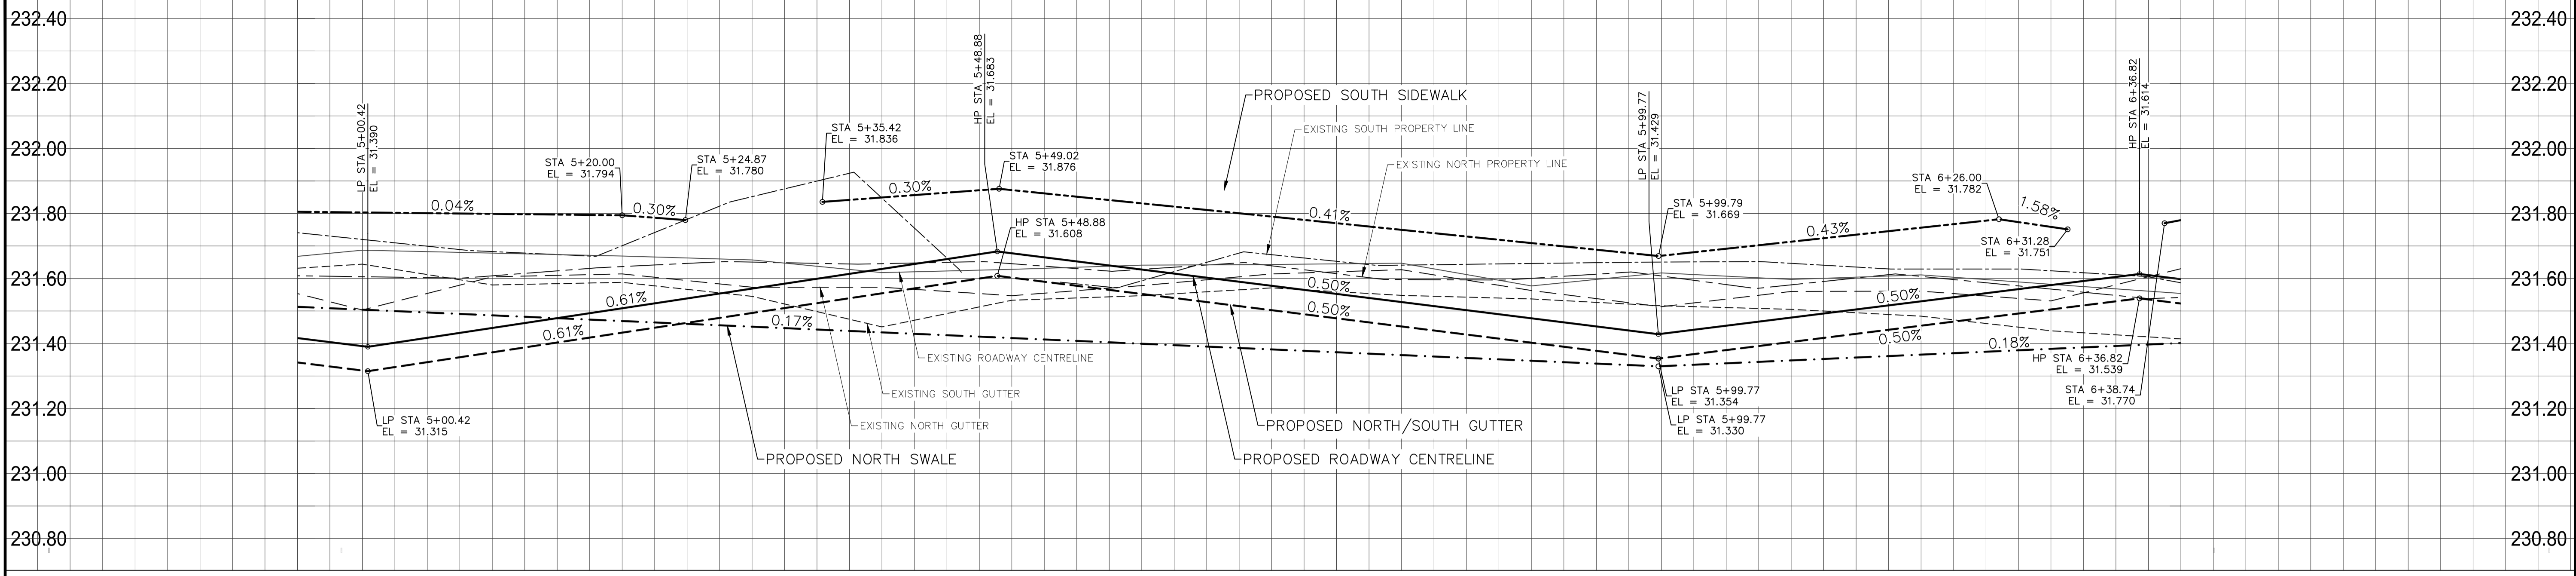 232.40
232.40
232.20
232.20
232.00
232.00
231.80
231.80
231.60
231.60
231.40
231.40
231.20
231.20
231.00
231.00
230.80
230.80
LP STA 5+00.42
EL = 31.390
0.04%
STA 5+20.00
EL = 31.794
0.30%
STA 5+24.87
EL = 31.780
STA 5+35.42
EL = 31.836
0.30%
HP STA 5+48.88
EL = 31.683
STA 5+49.02
EL = 31.876
HP STA 5+48.88
EL = 31.608
PROPOSED SOUTH SIDEWALK
EXISTING SOUTH PROPERTY LINE
EXISTING NORTH PROPERTY LINE
0.41%
LP STA 5+99.77
EL = 31.429
STA 5+99.79
EL = 31.669
0.43%
STA 6+26.00
EL = 31.782
1.58%
STA 6+31.28
EL = 31.751
HP STA 6+36.82
EL = 31.614
0.61%
0.61%
0.17%
0.50%
0.50%
0.50%
0.50%
0.18%
EXISTING ROADWAY CENTRELINE
EXISTING SOUTH GUTTER
EXISTING NORTH GUTTER
PROPOSED NORTH SWALE
PROPOSED NORTH/SOUTH GUTTER
PROPOSED ROADWAY CENTRELINE
LP STA 5+00.42
EL = 31.315
LP STA 5+99.77
EL = 31.354
LP STA 5+99.77
EL = 31.330
HP STA 6+36.82
EL = 31.539
STA 6+38.74
EL = 31.770